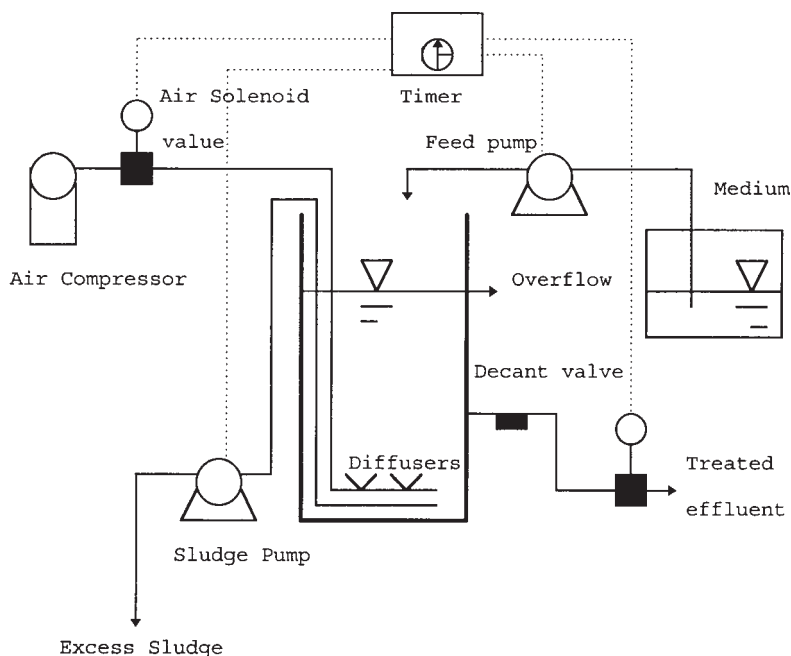 Air Solenoid
value
Timer
Feed pump
Medium
Air Compressor
Overflow
Decant valve
Diffusers
Treated
effluent
Sludge Pump
Excess Sludge